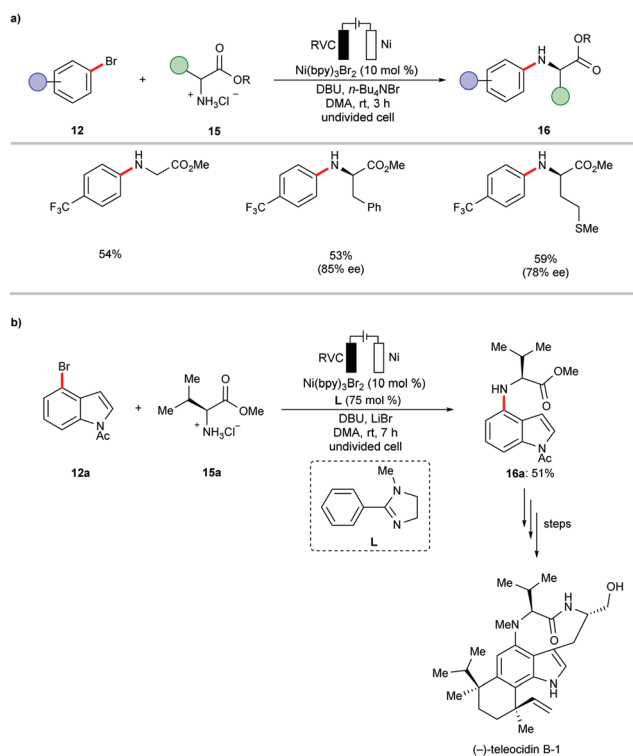 a)
RVC Ni
Br
+
O
OR
+ NH3Cl −
Ni(bpy)3Br2 (10 mol %)
DBU, n-Bu4NBr
DMA, rt, 3 h
undivided cell
H
N
O
OR
12
15
16
H
N
CO2Me
F3C
54%
H
N
CO2Me
Ph
F3C
53%
(85% ee)
H
N
CO2Me
SMe
F3C
59%
(78% ee)
b)
RVC Ni
Br
N
Ac
12a
+
Me
Me
O
OMe
+ NH3Cl −
15a
Ni(bpy)3Br2 (10 mol %)
L (75 mol %)
DBU, LiBr
DMA, rt, 7 h
undivided cell
Me
N
N
L
Me Me
OMe
HN
O
N
Ac
16a: 51%
steps
Me Me
H
N
OH
MeN
O
Me
Me
Me
N
H
Me
(–)-teleocidin B-1